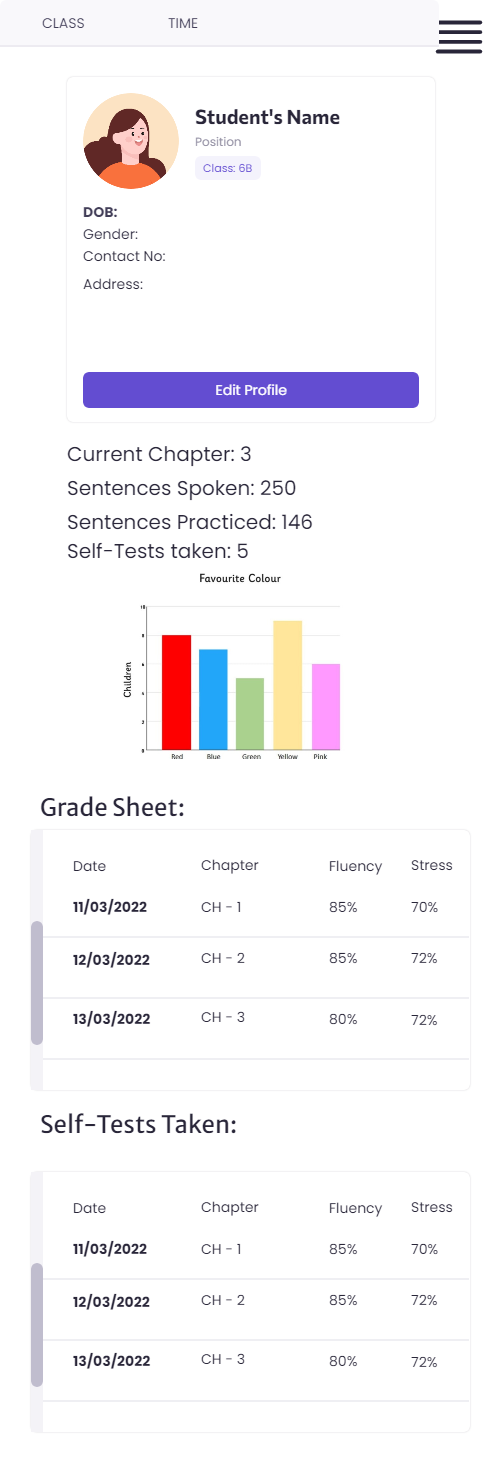 CLASS TIME
Student's Name
Position
Class: 6B
DOB:
Gender:
Contact No:
Address:
Edit Profile
Current Chapter: 3
Sentences Spoken: 250
Sentences Practiced: 146
Self-Tests taken: 5
Favourite Colour
Children
10
8
6
4
2
0
Red Blue Green Yellow Pink
Grade Sheet:
Date Chapter Fluency Stress
11/03/2022 CH - 1 85% 70%
12/03/2022 CH - 2 85% 72%
13/03/2022 CH - 3 80% 72%
Self-Tests Taken:
Date Chapter Fluency Stress
11/03/2022 CH - 1 85% 70%
12/03/2022 CH - 2 85% 72%
13/03/2022 CH - 3 80% 72%